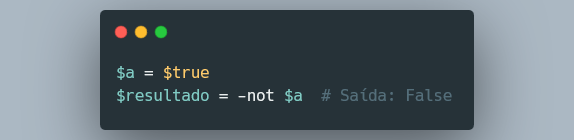 $a = $true
$resultado = -not $a  # Saída: False